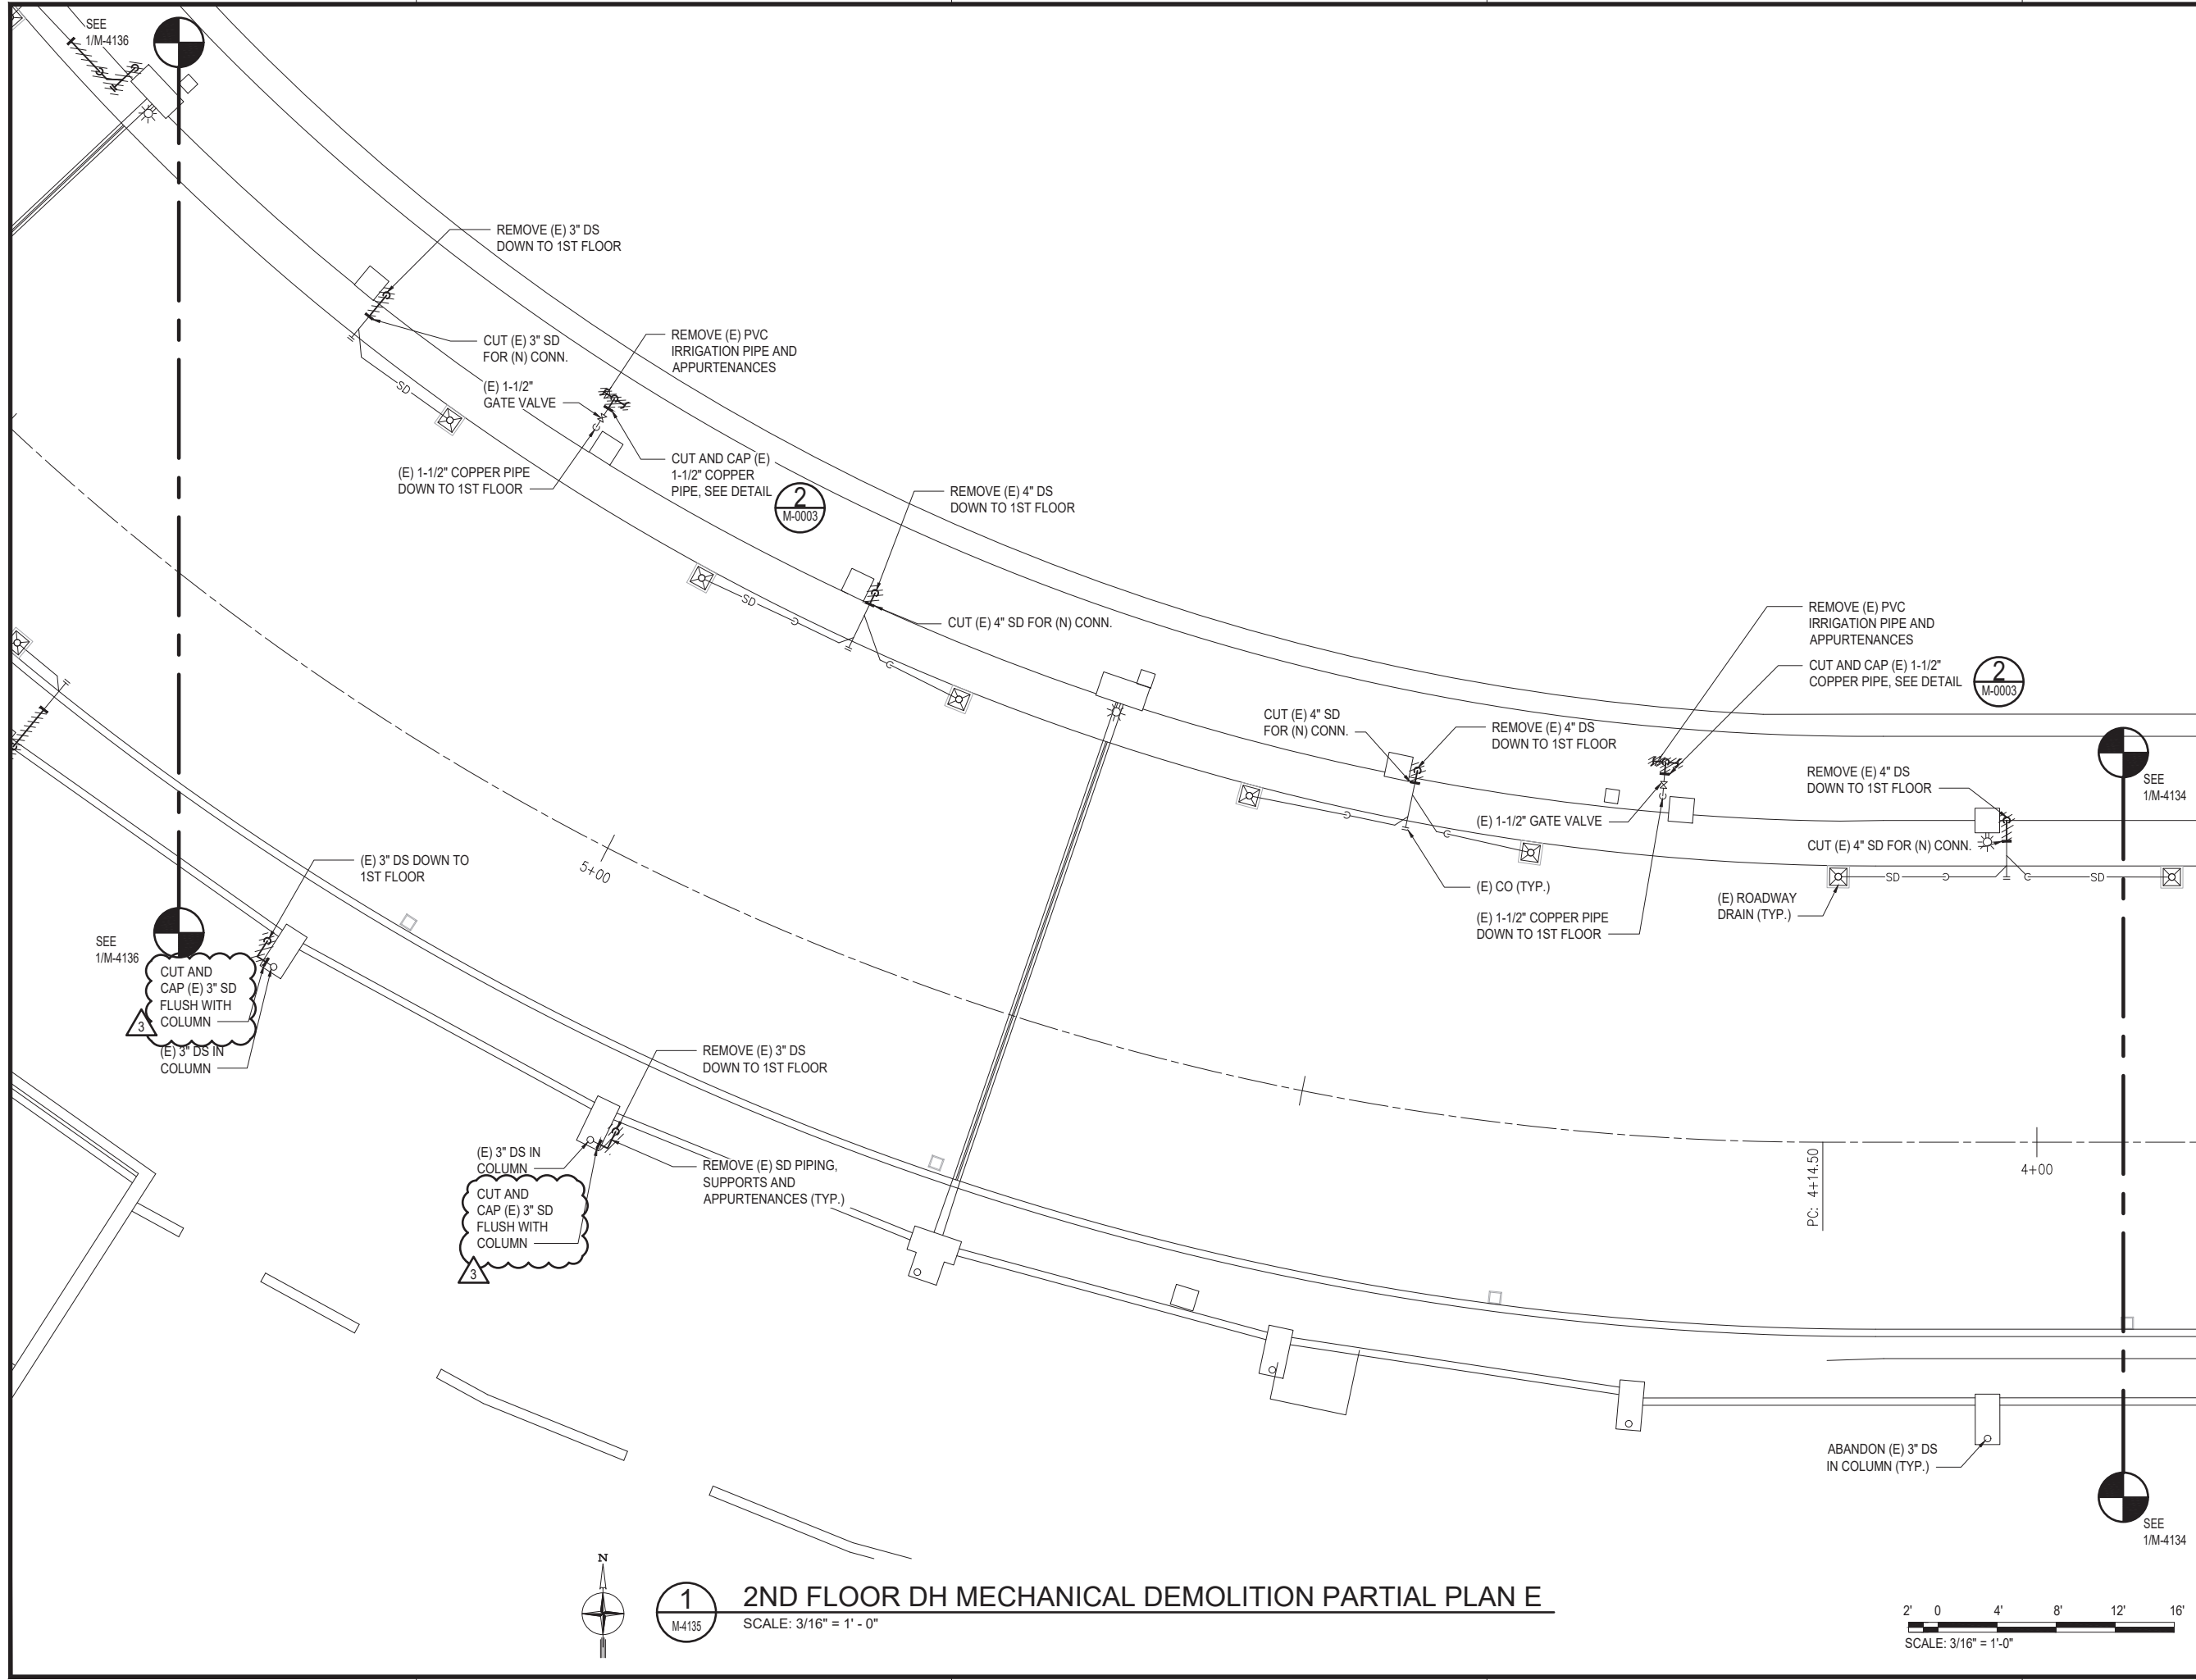 SEE
1/M-4136
REMOVE (E) 3" DS
DOWN TO 1ST FLOOR
CUT (E) 3" SD
FOR (N) CONN.
REMOVE (E) PVC
IRRIGATION PIPE AND
APPURTENANCES
(E) 1-1/2"
GATE VALVE
SD
(E) 1-1/2" COPPER PIPE
DOWN TO 1ST FLOOR
CUT AND CAP (E)
1-1/2" COPPER
PIPE, SEE DETAIL
2
M-0003
REMOVE (E) 4" DS
DOWN TO 1ST FLOOR
SD
CUT (E) 4" SD FOR (N) CONN.
REMOVE (E) PVC
IRRIGATION PIPE AND
APPURTENANCES
CUT AND CAP (E) 1-1/2"
COPPER PIPE, SEE DETAIL
2
M-0003
CUT (E) 4" SD
FOR (N) CONN.
REMOVE (E) 4" DS
DOWN TO 1ST FLOOR
REMOVE (E) 4" DS
DOWN TO 1ST FLOOR
SEE
1/M-4134
(E) 1-1/2" GATE VALVE
CUT (E) 4" SD FOR (N) CONN.
(E) CO (TYP.)
SD
SD
(E) ROADWAY
DRAIN (TYP.)
(E) 1-1/2" COPPER PIPE
DOWN TO 1ST FLOOR
(E) 3" DS DOWN TO
1ST FLOOR
5+00
SEE
1/M-4136
CUT AND
CAP (E) 3" SD
FLUSH WITH
COLUMN
3
(E) 3" DS IN
COLUMN
REMOVE (E) 3" DS
DOWN TO 1ST FLOOR
(E) 3" DS IN
COLUMN
REMOVE (E) SD PIPING,
SUPPORTS AND
APPURTENANCES (TYP.)
CUT AND
CAP (E) 3" SD
FLUSH WITH
COLUMN
3
PC: 4+14.50
4+00
ABANDON (E) 3" DS
IN COLUMN (TYP.)
SEE
1/M-4134
N
1
M-4135
2ND FLOOR DH MECHANICAL DEMOLITION PARTIAL PLAN E
SCALE: 3/16" = 1' - 0"
2' 0 4' 8' 12' 16'
SCALE: 3/16" = 1'-0"